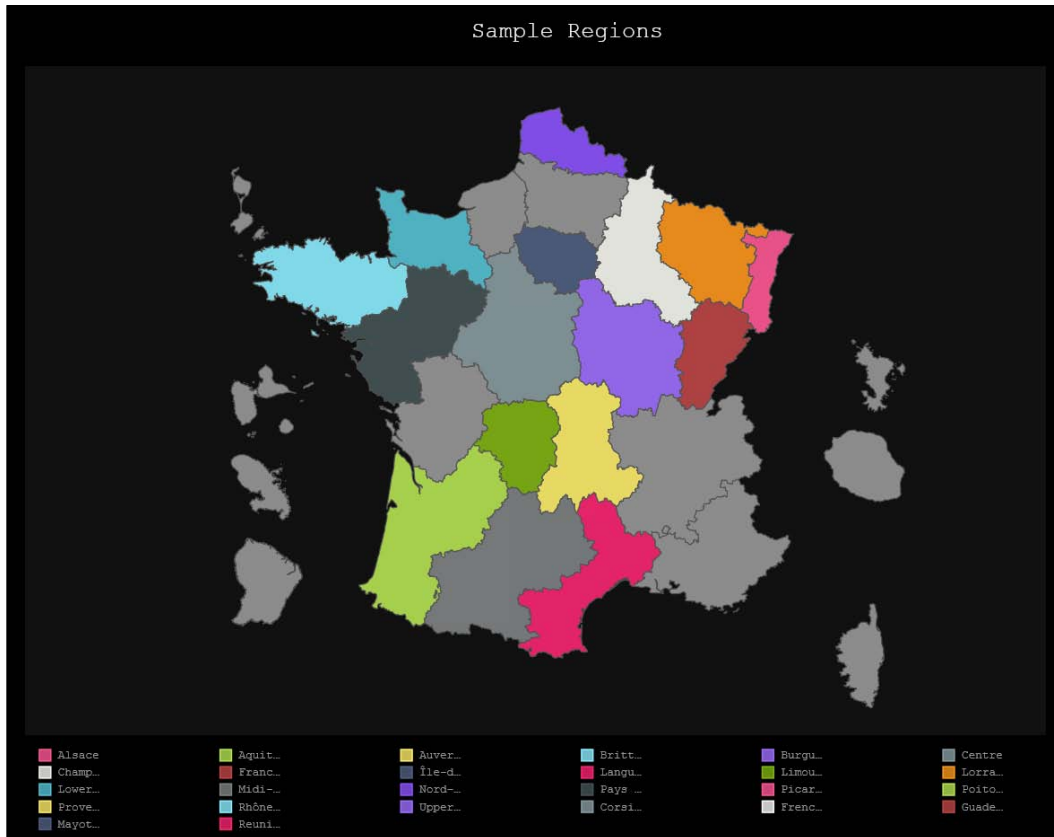 Sample Regions
Alsace Aquit… Auver… Britt… Burgu… Centre
Champ… Franc… Île-d… Langu… Limou… Lorra…
Lower… Midi-… Nord-… Pays … Picar… Poito…
Prove… Rhône… Upper… Corsi… Frenc… Guade…
Mayot… Reuni…